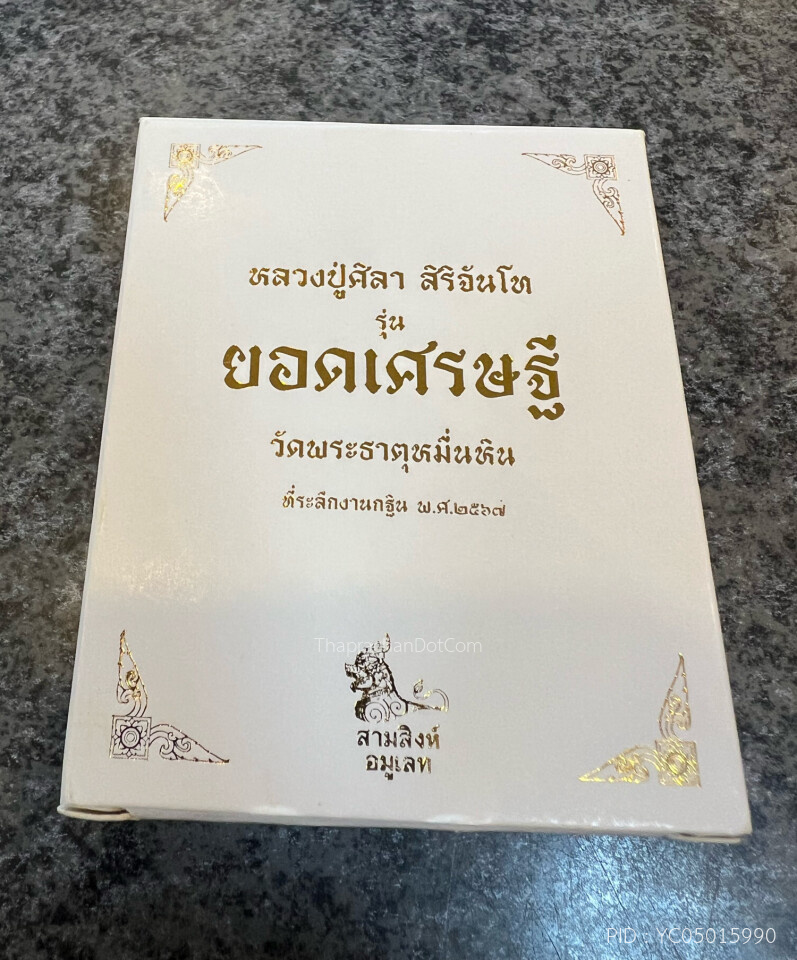 หลวงปู่ศิลา สิริจันโท
รุ่น
ยอดเศรษฐี
วัดพระธาตุหมื่นหิน
ที่ระลึกงานกฐิน พ.ศ.๒๕๖๗
ThaprachanDotCom
สามสิงห์
อมูเลท
PID - YC05015990